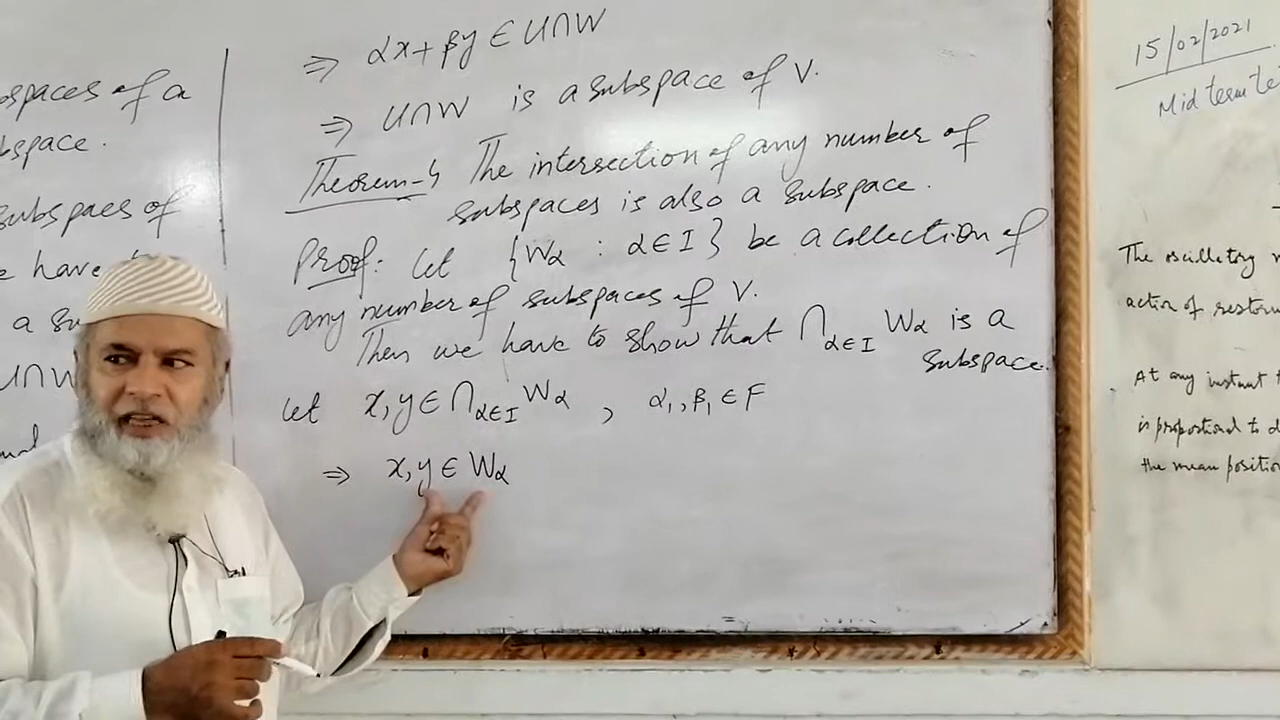 spaces of a
space.
subspaes of
e have
a su
U∩W
⇒ αx + βy ∈ U∩W
⇒ U∩W is a subspace of V.
Theorem-4 The intersection of any number of
subspaces is also a subspace.
Proof: Let {Wα : α∈I} be a collection of
any number of subspaces of V.
Then we have to show that ∩α∈I Wα is a
subspace.
Let x, y ∈ ∩α∈I Wα , α₁, β₁ ∈ F
⇒ x, y ∈ Wα
15/02/2021
Mid term te
The oscillatory
action of restor
At any instant t
is proportional to d
the mean position